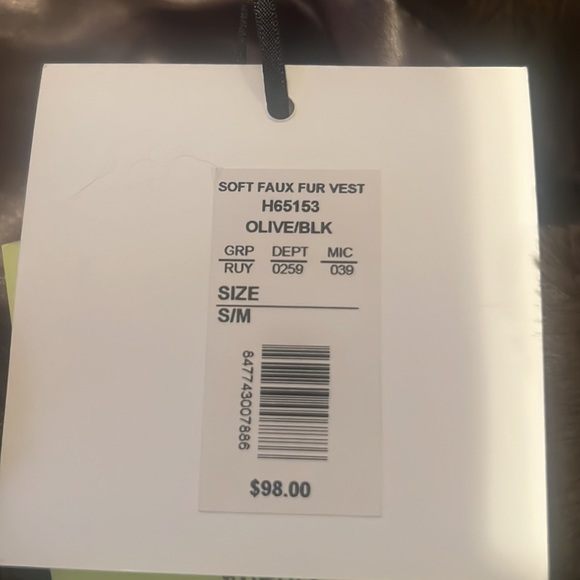 SOFT FAUX FUR VEST
H65153
OLIVE/BLK
GRP DEPT MIC
RUY 0259 039
SIZE
S/M
847743007886
$98.00